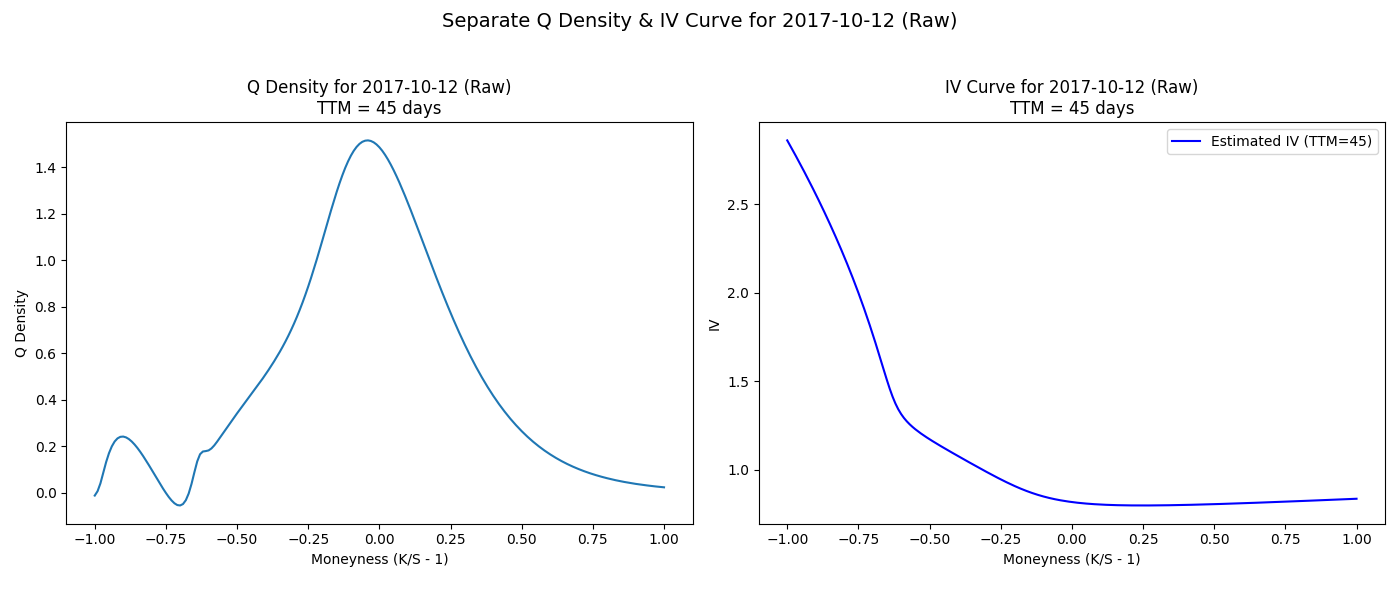 Separate Q Density & IV Curve for 2017-10-12 (Raw)
Q Density for 2017-10-12 (Raw)
TTM = 45 days
Q Density
1.4
1.2
1.0
0.8
0.6
0.4
0.2
0.0
−1.00 −0.75 −0.50 −0.25 0.00 0.25 0.50 0.75 1.00
Moneyness (K/S - 1)
IV Curve for 2017-10-12 (Raw)
TTM = 45 days
Estimated IV (TTM=45)
IV
2.5
2.0
1.5
1.0
−1.00 −0.75 −0.50 −0.25 0.00 0.25 0.50 0.75 1.00
Moneyness (K/S - 1)